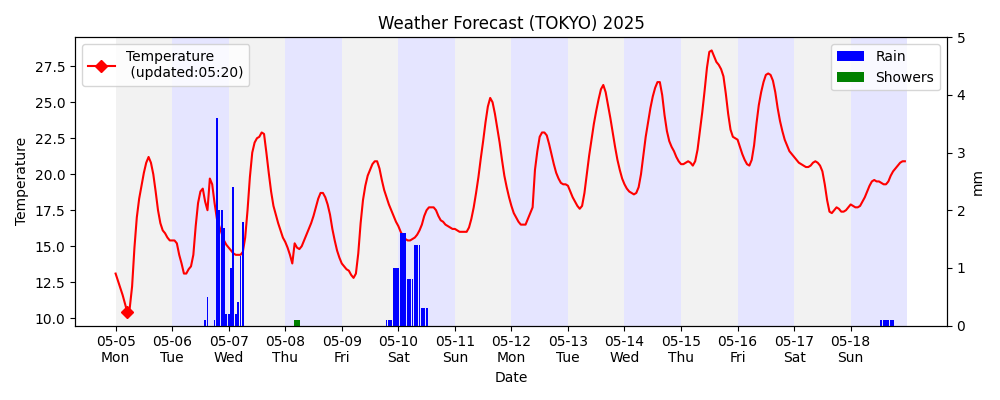 Weather Forecast (TOKYO) 2025
Temperature
(updated:05:20)
Rain
Showers
27.5
25.0
22.5
20.0
17.5
15.0
12.5
10.0
Temperature
5
4
3
2
1
0
mm
05-05 05-06 05-07 05-08 05-09 05-10 05-11 05-12 05-13 05-14 05-15 05-16 05-17 05-18
Mon Tue Wed Thu Fri Sat Sun Mon Tue Wed Thu Fri Sat Sun
Date